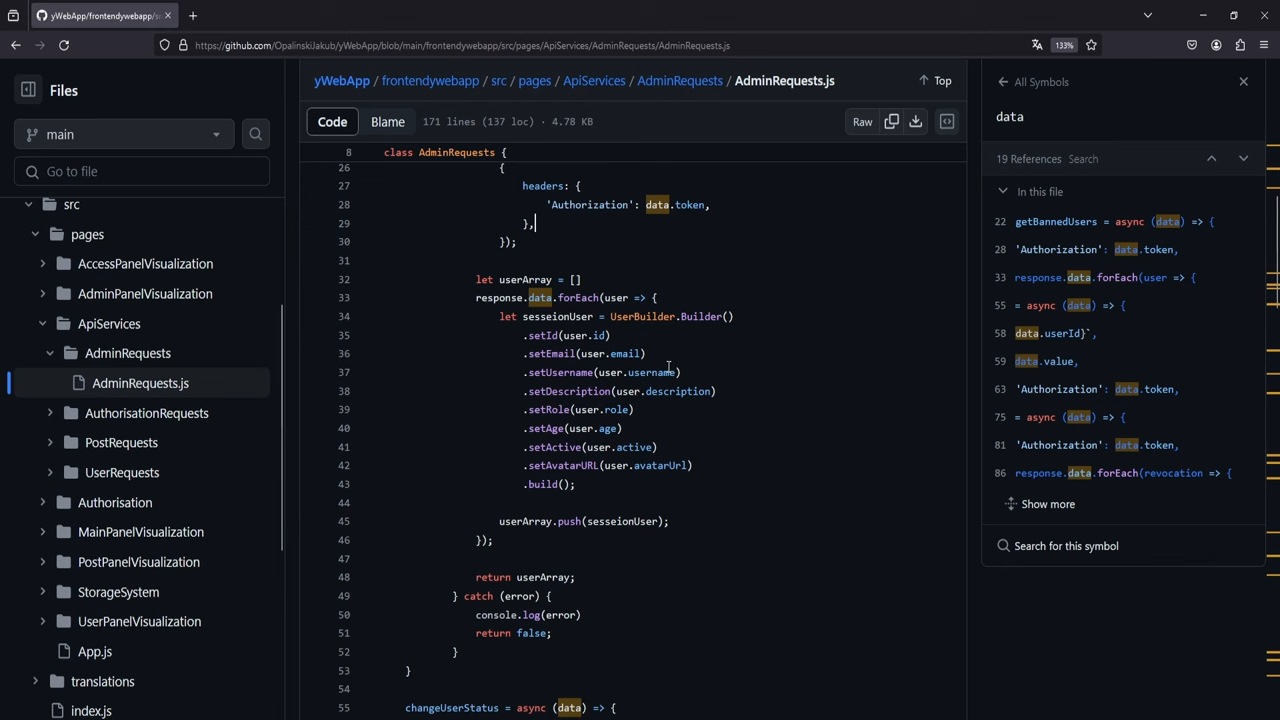 yWebApp/frontendywebapp/s
https://github.com/OpalinskiJakub/yWebApp/blob/main/frontendywebapp/src/pages/ApiServices/AdminRequests/AdminRequests.js
133%
Files
main
Go to file
src
pages
AccessPanelVisualization
AdminPanelVisualization
ApiServices
AdminRequests
AdminRequests.js
AuthorisationRequests
PostRequests
UserRequests
Authorisation
MainPanelVisualization
PostPanelVisualization
StorageSystem
UserPanelVisualization
App.js
translations
index.js
yWebApp / frontendywebapp / src / pages / ApiServices / AdminRequests / AdminRequests.js
Top
Code Blame 171 lines (137 loc) · 4.78 KB
Raw
8 class AdminRequests {
26 {
27 headers: {
28 'Authorization': data.token,
29 },
30 });
31
32 let userArray = []
33 response.data.forEach(user => {
34 let sesseionUser = UserBuilder.Builder()
35 .setId(user.id)
36 .setEmail(user.email)
37 .setUsername(user.username)
38 .setDescription(user.description)
39 .setRole(user.role)
40 .setAge(user.age)
41 .setActive(user.active)
42 .setAvatarURL(user.avatarUrl)
43 .build();
44
45 userArray.push(sesseionUser);
46 });
47
48 return userArray;
49 } catch (error) {
50 console.log(error)
51 return false;
52 }
53 }
54
55 changeUserStatus = async (data) => {
All Symbols
data
19 References Search
In this file
22 getBannedUsers = async (data) => {
28 'Authorization': data.token,
33 response.data.forEach(user => {
55 = async (data) => {
58 data.userId}`,
59 data.value,
63 'Authorization': data.token,
75 = async (data) => {
81 'Authorization': data.token,
86 response.data.forEach(revocation => {
Show more
Search for this symbol